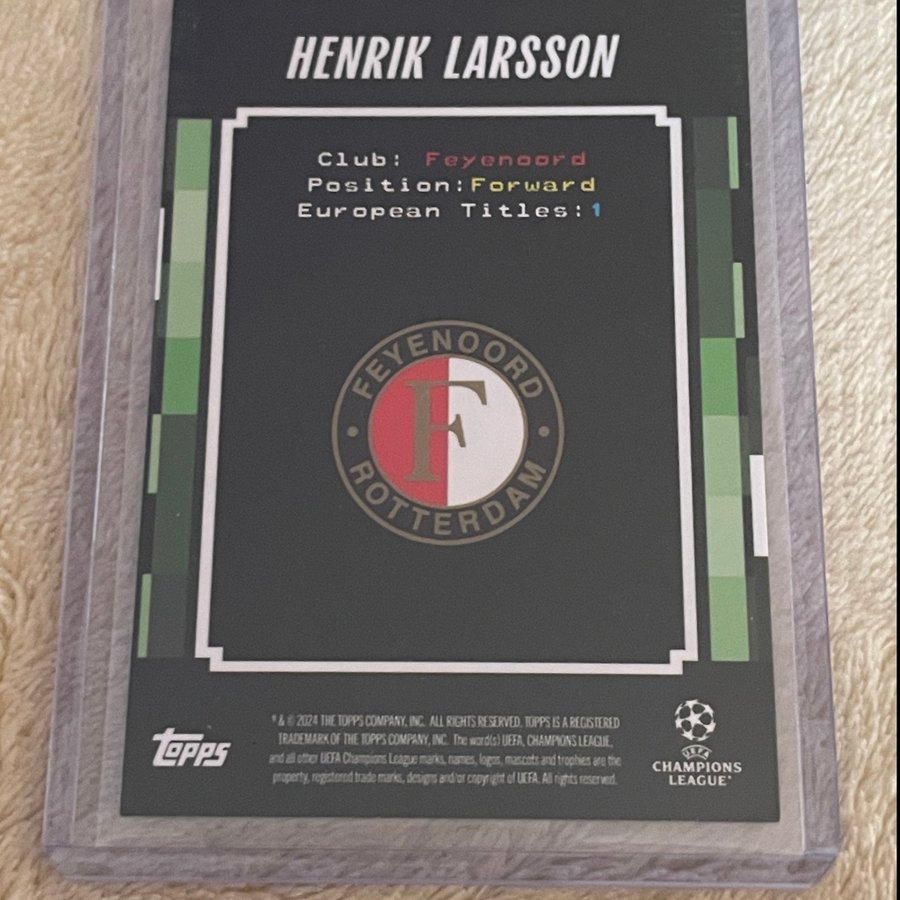 HENRIK LARSSON
Club: Feyenoord
Position:Forward
European Titles:1
FEYENOORD
F
ROTTERDAM
® & © 2024 THE TOPPS COMPANY, INC. ALL RIGHTS RESERVED. TOPPS IS A REGISTERED
TRADEMARK OF THE TOPPS COMPANY, INC. The word(s) UEFA, CHAMPIONS LEAGUE,
and all other UEFA Champions League marks, names, logos, mascots and trophies are the
property, registered trade marks, designs and/or copyright of UEFA. All rights reserved.
topps
UEFA
CHAMPIONS
LEAGUE®